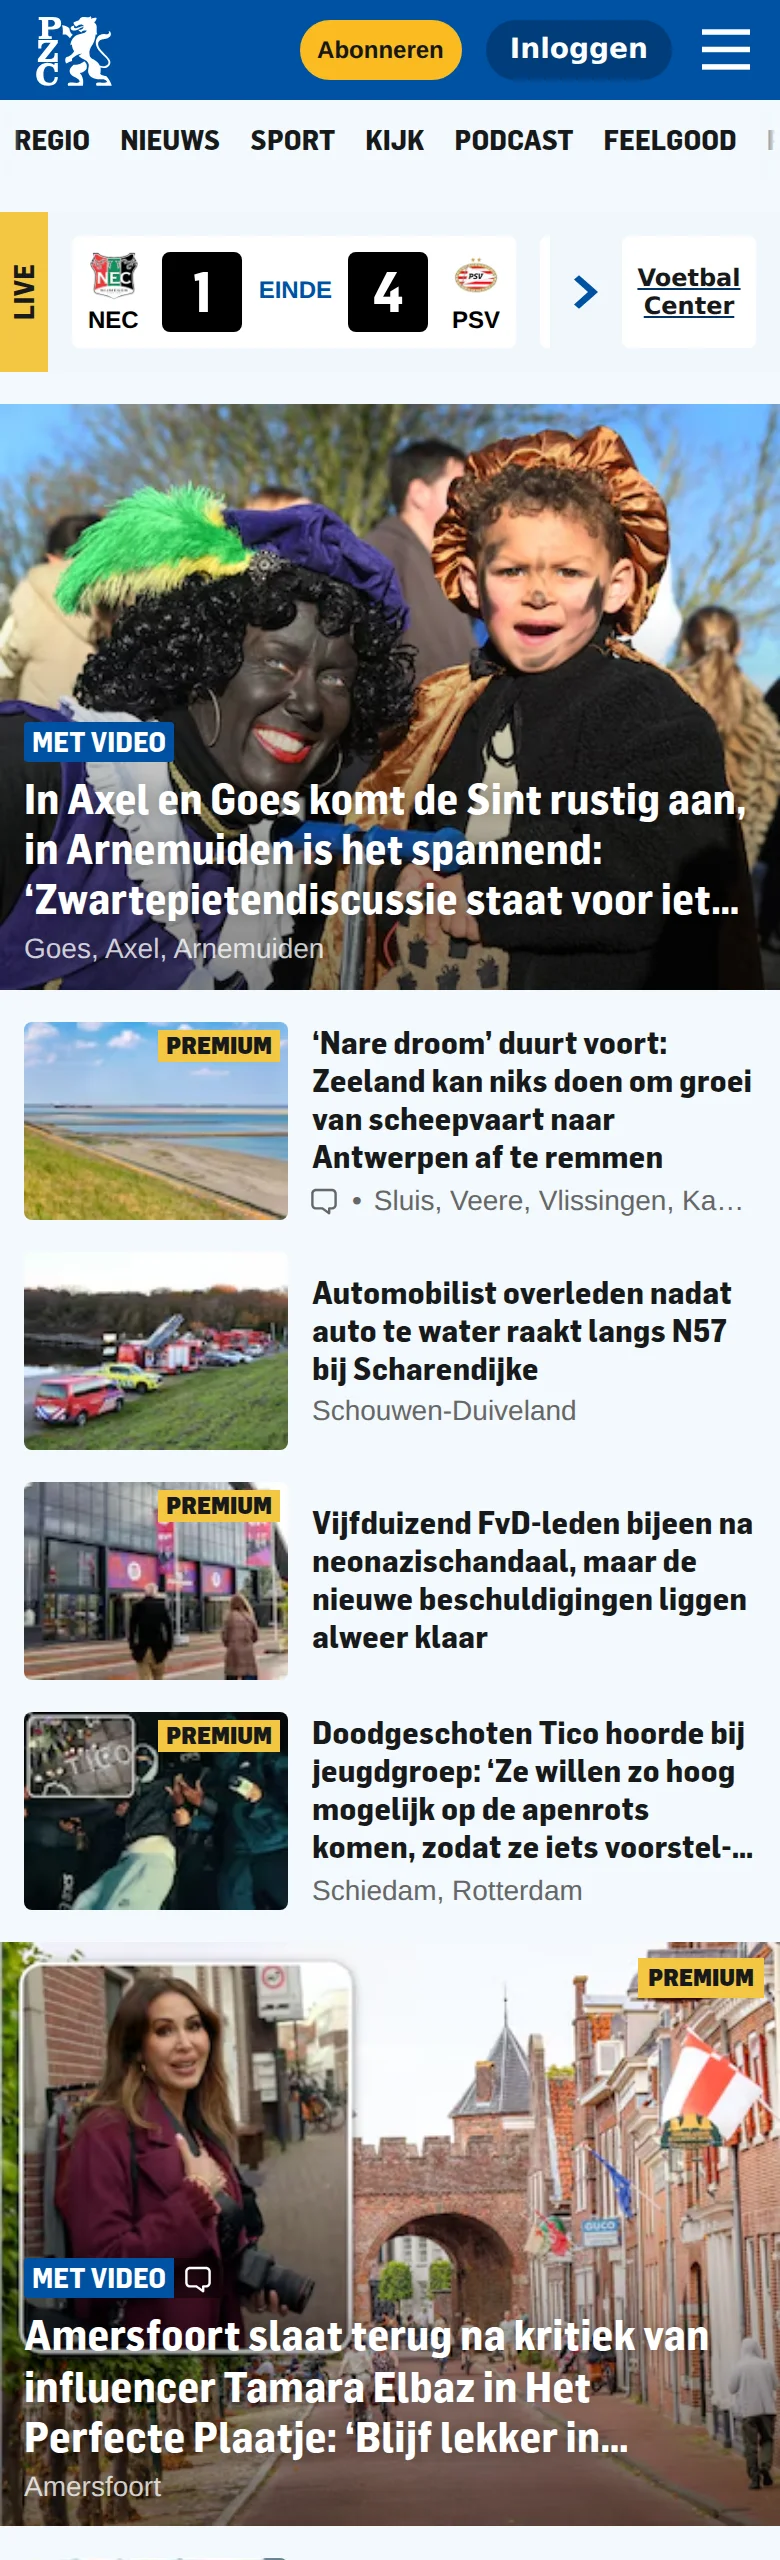 PZC
Abonneren
Inloggen
REGIO NIEUWS SPORT KIJK PODCAST FEELGOOD
LIVE
NEC
1
EINDE
4
PSV
PSV
NEC
Voetbal
Center
MET VIDEO
In Axel en Goes komt de Sint rustig aan,
in Arnemuiden is het spannend:
‘Zwartepietendiscussie staat voor iet...
Goes, Axel, Arnemuiden
PREMIUM
‘Nare droom’ duurt voort:
Zeeland kan niks doen om groei
van scheepvaart naar
Antwerpen af te remmen
• Sluis, Veere, Vlissingen, Ka...
Automobilist overleden nadat
auto te water raakt langs N57
bij Scharendijke
Schouwen-Duiveland
PREMIUM
Vijfduizend FvD-leden bijeen na
neonazischandaal, maar de
nieuwe beschuldigingen liggen
alweer klaar
PREMIUM
TICO
Doodgeschoten Tico hoorde bij
jeugdgroep: ‘Ze willen zo hoog
mogelijk op de apenrots
komen, zodat ze iets voorstel-...
Schiedam, Rotterdam
PREMIUM
MET VIDEO
Amersfoort slaat terug na kritiek van
influencer Tamara Elbaz in Het
Perfecte Plaatje: ‘Blijf lekker in...
Amersfoort